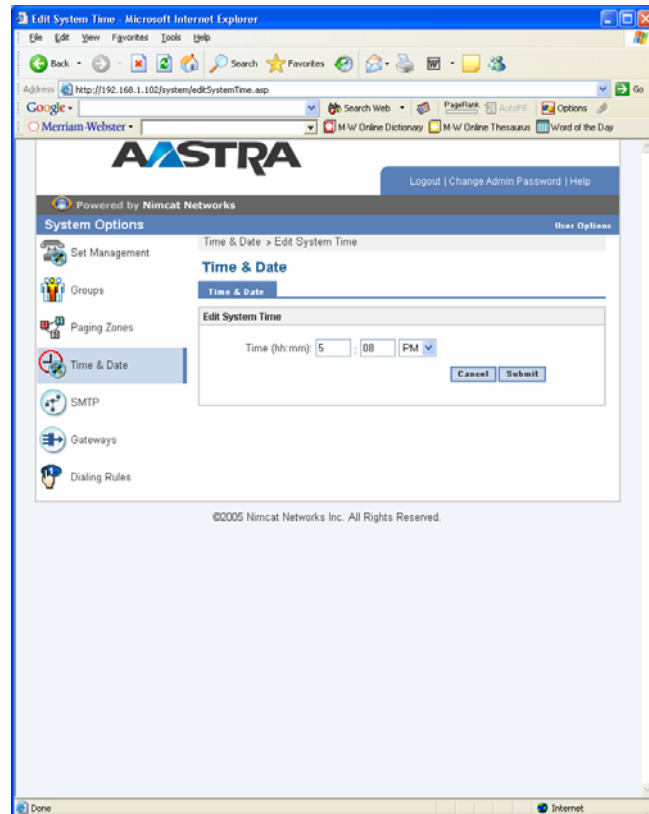 Edit System Time - Microsoft Internet Explorer
File Edit View Favorites Tools Help
Back Search Favorites
Address http://192.168.1.102/system/editSystemTime.asp Go
Google Search Web PageRank AutoFill Options
Merriam-Webster M-W Online Dictionary M-W Online Thesaurus Word of the Day
AASTRA
Logout | Change Admin Password | Help
Powered by Nimcat Networks
System Options User Options
Set Management
Groups
Paging Zones
Time & Date
SMTP
Gateways
Dialing Rules
Time & Date » Edit System Time
Time & Date
Time & Date
Edit System Time
Time (hh:mm): 5 : 08 PM
Cancel Submit
©2005 Nimcat Networks Inc. All Rights Reserved.
Done Internet